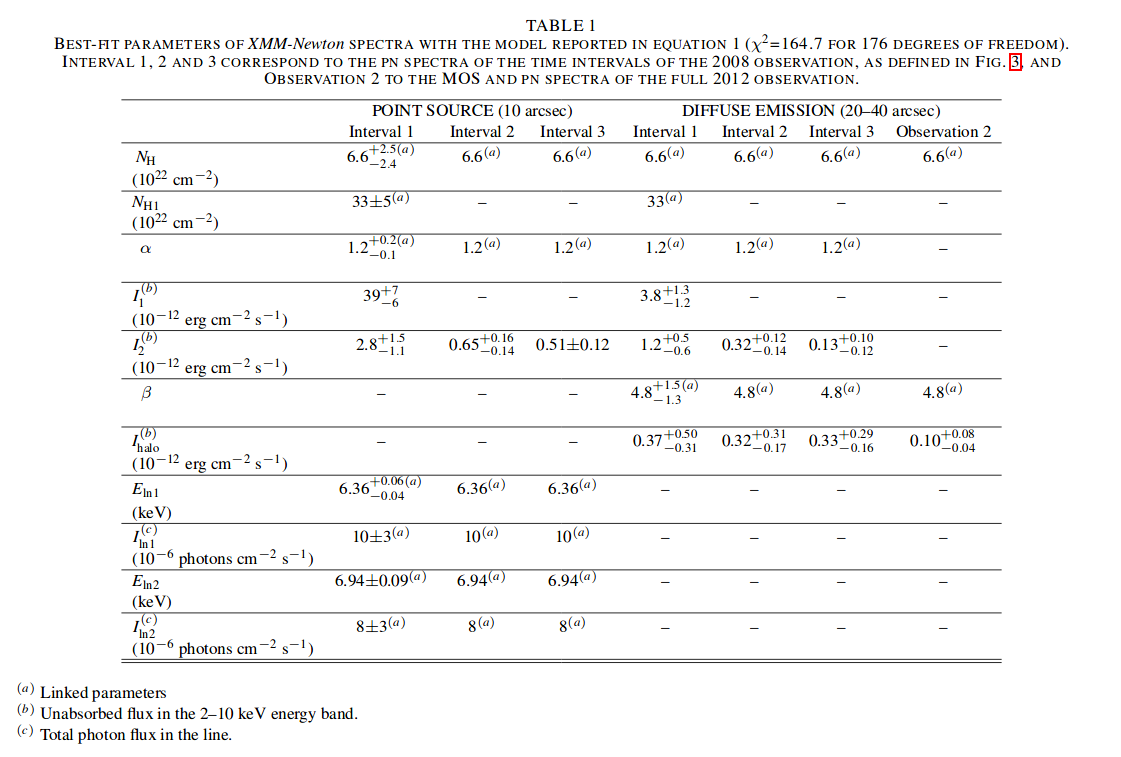 TABLE 1
BEST-FIT PARAMETERS OF XMM-Newton SPECTRA WITH THE MODEL REPORTED IN EQUATION 1 (χ²=164.7 FOR 176 DEGREES OF FREEDOM).
INTERVAL 1, 2 AND 3 CORRESPOND TO THE PN SPECTRA OF THE TIME INTERVALS OF THE 2008 OBSERVATION, AS DEFINED IN FIG. 3, AND
OBSERVATION 2 TO THE MOS AND PN SPECTRA OF THE FULL 2012 OBSERVATION.
POINT SOURCE (10 arcsec) DIFFUSE EMISSION (20–40 arcsec)
Interval 1 Interval 2 Interval 3 Interval 1 Interval 2 Interval 3 Observation 2
N_H 6.6^{+2.5(a)}_{−2.4} 6.6^{(a)} 6.6^{(a)} 6.6^{(a)} 6.6^{(a)} 6.6^{(a)} 6.6^{(a)}
(10^{22} cm^{−2})
N_{H1} 33±5^{(a)} – – 33^{(a)} – – –
(10^{22} cm^{−2})
α 1.2^{+0.2(a)}_{−0.1} 1.2^{(a)} 1.2^{(a)} 1.2^{(a)} 1.2^{(a)} 1.2^{(a)} –
I_1^{(b)} 39^{+7}_{−6} – – 3.8^{+1.3}_{−1.2} – – –
(10^{−12} erg cm^{−2} s^{−1})
I_2^{(b)} 2.8^{+1.5}_{−1.1} 0.65^{+0.16}_{−0.14} 0.51±0.12 1.2^{+0.5}_{−0.6} 0.32^{+0.12}_{−0.14} 0.13^{+0.10}_{−0.12} –
(10^{−12} erg cm^{−2} s^{−1})
β – – – 4.8^{+1.5(a)}_{−1.3} 4.8^{(a)} 4.8^{(a)} 4.8^{(a)}
I_{halo}^{(b)} – – – 0.37^{+0.50}_{−0.31} 0.32^{+0.31}_{−0.17} 0.33^{+0.29}_{−0.16} 0.10^{+0.08}_{−0.04}
(10^{−12} erg cm^{−2} s^{−1})
E_{ln1} 6.36^{+0.06(a)}_{−0.04} 6.36^{(a)} 6.36^{(a)} – – – –
(keV)
I_{ln1}^{(c)} 10±3^{(a)} 10^{(a)} 10^{(a)} – – – –
(10^{−6} photons cm^{−2} s^{−1})
E_{ln2} 6.94±0.09^{(a)} 6.94^{(a)} 6.94^{(a)} – – – –
(keV)
I_{ln2}^{(c)} 8±3^{(a)} 8^{(a)} 8^{(a)} – – – –
(10^{−6} photons cm^{−2} s^{−1})
(a) Linked parameters
(b) Unabsorbed flux in the 2–10 keV energy band.
(c) Total photon flux in the line.